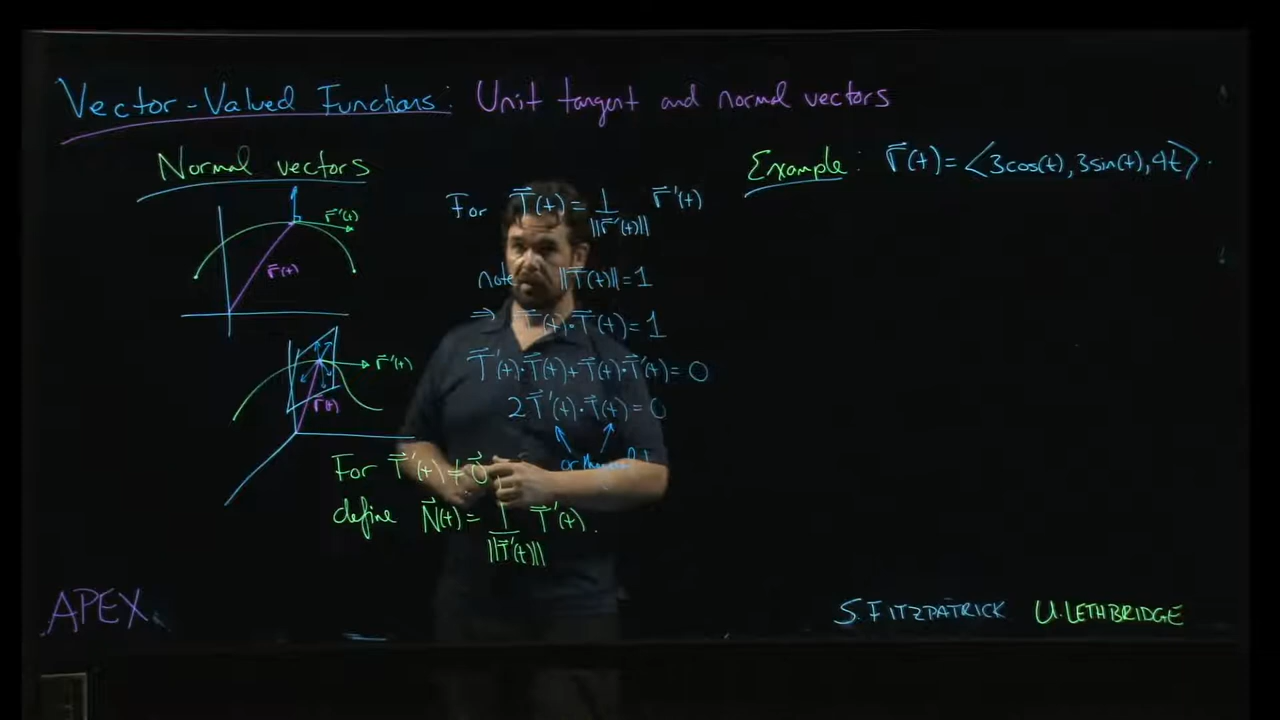 Vector-Valued Functions: Unit tangent and normal vectors
Normal vectors
r⃗'(t)
r⃗(t)
r⃗'(t)
r⃗(t)
For T⃗(t) = 1/||r⃗'(t)|| r⃗'(t)
note ||T⃗(t)|| = 1
⇒ T⃗(t)·T⃗(t) = 1
T⃗'(t)·T⃗(t) + T⃗(t)·T⃗'(t) = 0
2T⃗'(t)·T⃗(t) = 0
orthogonal!
For T⃗'(t) ≠ 0⃗
define N⃗(t) = 1/||T⃗'(t)|| T⃗'(t).
Example: r⃗(t) = ⟨3cos(t), 3sin(t), 4t⟩.
APEX
S. FITZPATRICK U. LETHBRIDGE